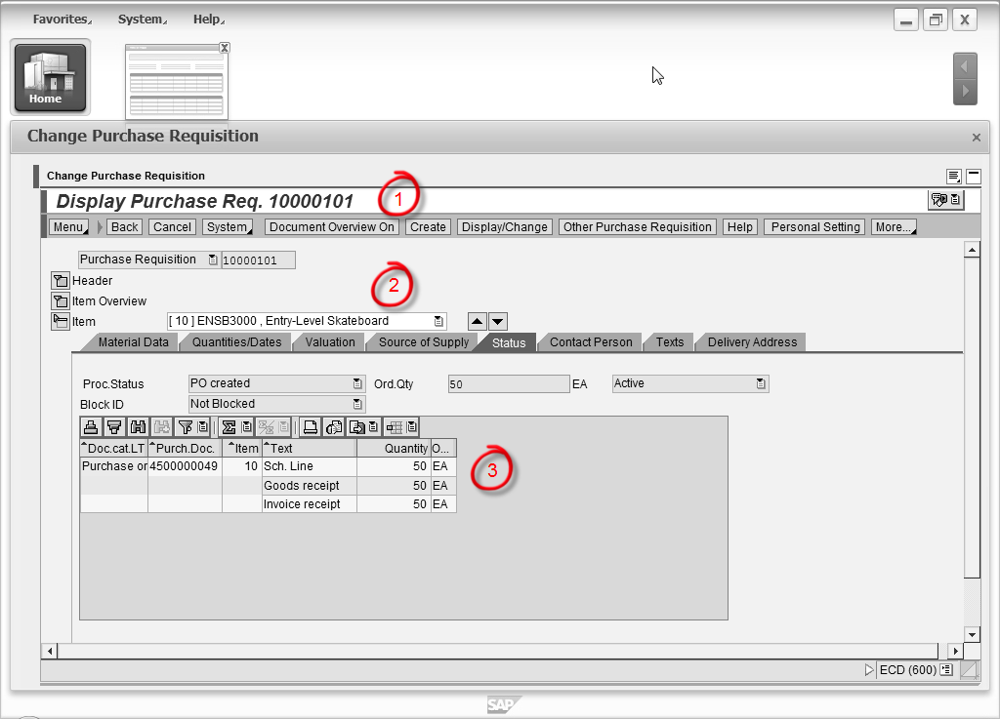 Favorites System Help
X
Home
Change Purchase Requisition
Change Purchase Requisition
Display Purchase Req. 10000101 1
Menu Back Cancel System Document Overview On Create Display/Change Other Purchase Requisition Help Personal Setting More...
Purchase Requisition 10000101
Header
2
Item Overview
Item [ 10 ] ENSB3000 , Entry-Level Skateboard
Material Data Quantities/Dates Valuation Source of Supply Status Contact Person Texts Delivery Address
Proc.Status PO created Ord.Qty 50 EA Active
Block ID Not Blocked
Doc.cat.LT Purch.Doc. Item Text Quantity O...
Purchase or 4500000049 10 Sch. Line 50 EA
3
Goods receipt 50 EA
Invoice receipt 50 EA
ECD (600)
SAP